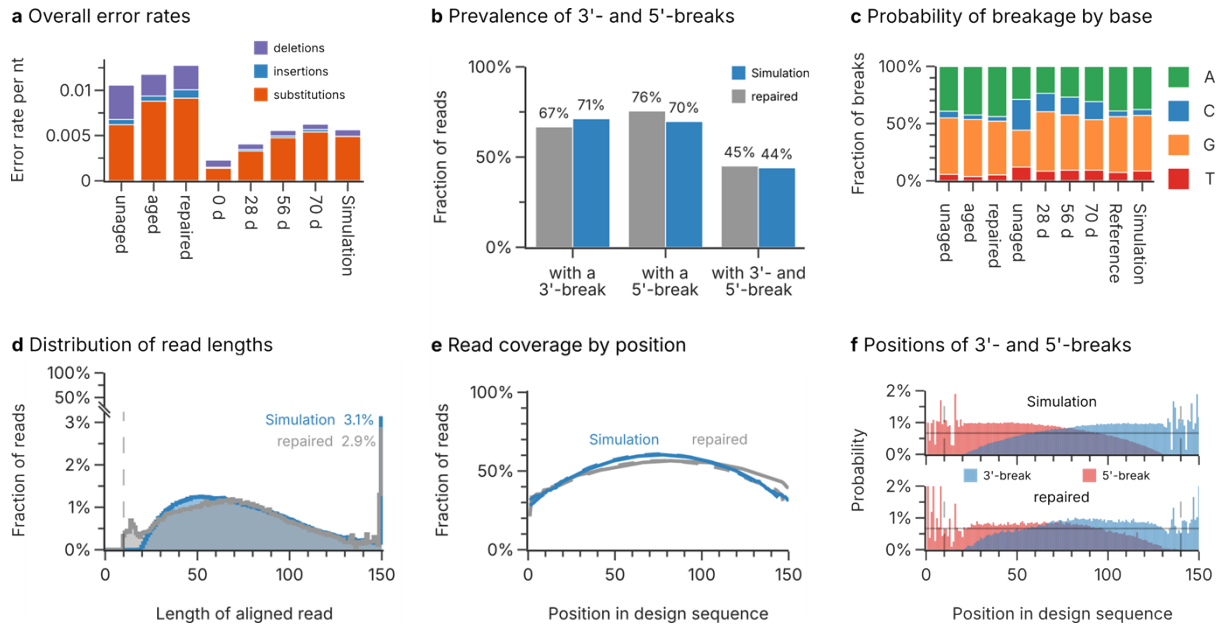 a Overall error rates
Error rate per nt
0.01
0.005
0
deletions
insertions
substitutions
unaged
aged
repaired
0 d
28 d
56 d
70 d
Simulation
b Prevalence of 3'- and 5'-breaks
Fraction of reads
100%
50%
0%
Simulation
repaired
67%
71%
76%
70%
45%
44%
with a
3'-break
with a
5'-break
with 3'- and
5'-break
c Probability of breakage by base
Fraction of breaks
100%
50%
0%
A
C
G
T
unaged
aged
repaired
unaged
28 d
56 d
70 d
Reference
Simulation
d Distribution of read lengths
Fraction of reads
100%
50%
3%
2%
1%
0%
Simulation 3.1%
repaired 2.9%
0
50
100
150
Length of aligned read
e Read coverage by position
Fraction of reads
100%
50%
0%
Simulation
repaired
0
50
100
150
Position in design sequence
f Positions of 3'- and 5'-breaks
Probability
2%
1%
0%
Simulation
3'-break
5'-break
2%
1%
0%
repaired
0
50
100
150
Position in design sequence